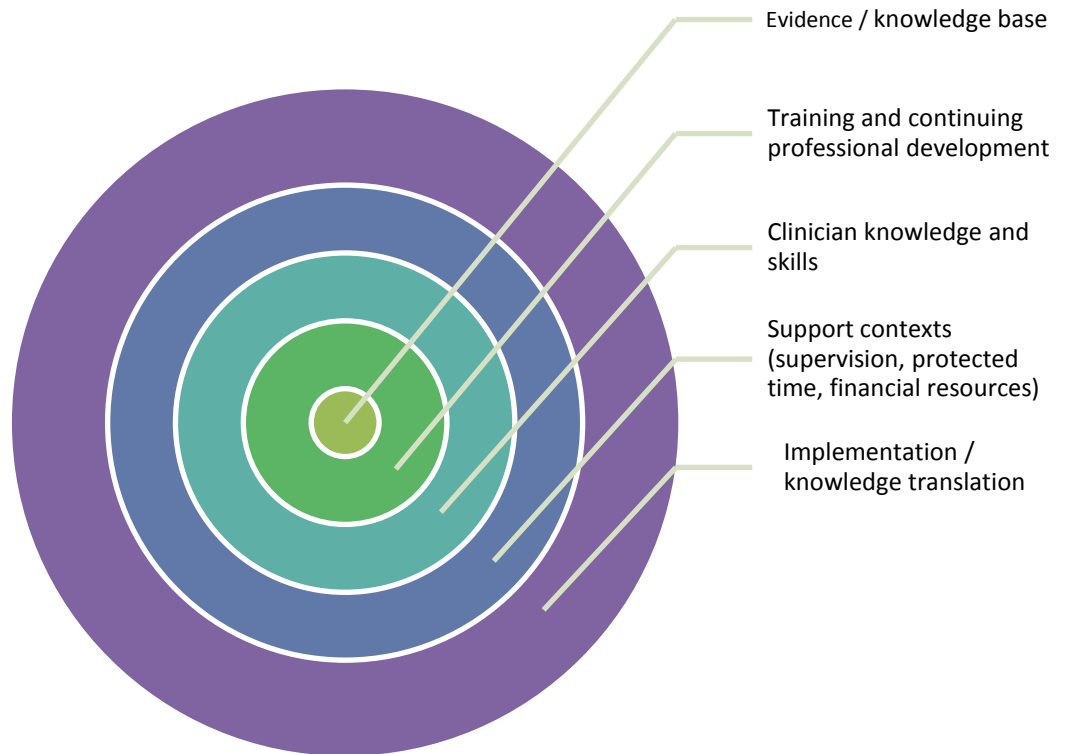 Evidence / knowledge base
Training and continuing
professional development
Clinician knowledge and
skills
Support contexts
(supervision, protected
time, financial resources)
Implementation /
knowledge translation